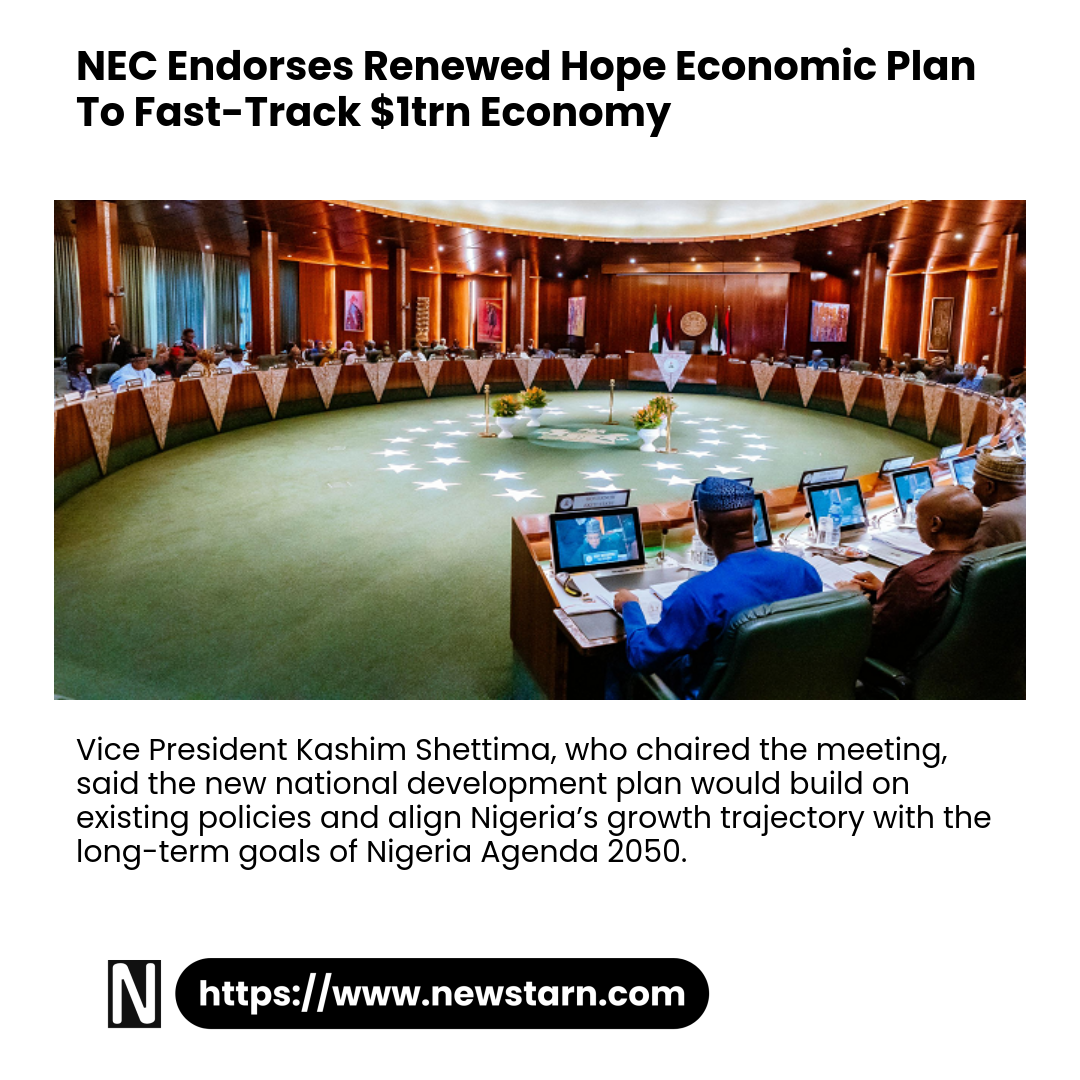 NEC Endorses Renewed Hope Economic Plan
To Fast-Track $1trn Economy
Vice President Kashim Shettima, who chaired the meeting,
said the new national development plan would build on
existing policies and align Nigeria’s growth trajectory with the
long-term goals of Nigeria Agenda 2050.
N
https://www.newstarn.com